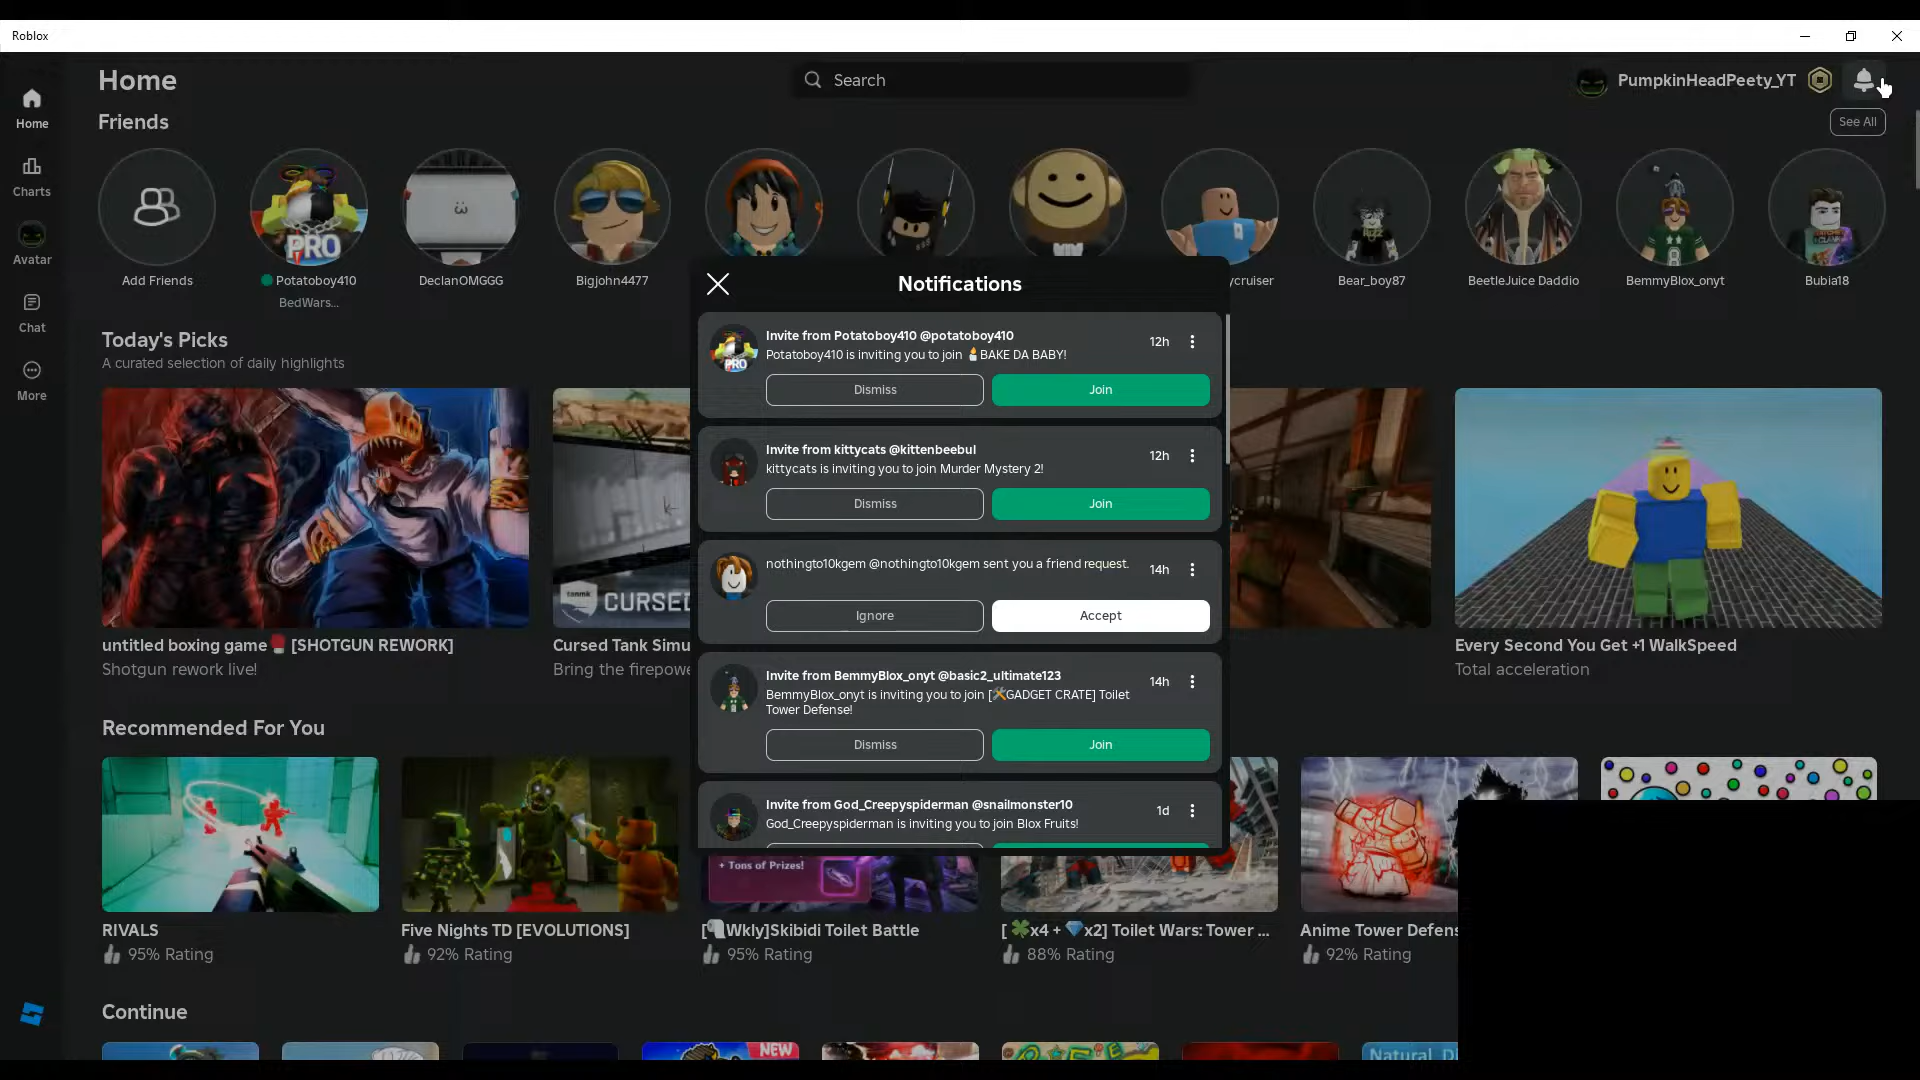 Roblox
Home
Search
PumpkinHeadPeety_YT
Home
Charts
Avatar
Chat
More
Friends
See All
PRO
Add Friends
Potatoboy410
BedWars...
DeclanOMGGG
Bigjohn4477
ycruiser
Bear_boy87
BeetleJuice Daddio
BemmyBlox_onyt
Bubia18
Today's Picks
A curated selection of daily highlights
CURSED
untitled boxing game🥊 [SHOTGUN REWORK]
Shotgun rework live!
Cursed Tank Simu
Bring the firepowe
Every Second You Get +1 WalkSpeed
Total acceleration
Notifications
Invite from Potatoboy410 @potatoboy410
Potatoboy410 is inviting you to join 🍼BAKE DA BABY!
12h
Dismiss
Join
Invite from kittycats @kittenbeebul
kittycats is inviting you to join Murder Mystery 2!
12h
Dismiss
Join
nothingto10kgem @nothingto10kgem sent you a friend request.
14h
Ignore
Accept
Invite from BemmyBlox_onyt @basic2_ultimate123
BemmyBlox_onyt is inviting you to join [🛠️GADGET CRATE] Toilet
Tower Defense!
14h
Dismiss
Join
Invite from God_Creepyspiderman @snailmonster10
God_Creepyspiderman is inviting you to join Blox Fruits!
1d
Recommended For You
+ Tons of Prizes!
RIVALS
95% Rating
Five Nights TD [EVOLUTIONS]
92% Rating
[🧻Wkly]Skibidi Toilet Battle
95% Rating
[ 🍀x4 + 💎x2] Toilet Wars: Tower ...
88% Rating
Anime Tower Defens
92% Rating
Continue
NEW
Natural Di